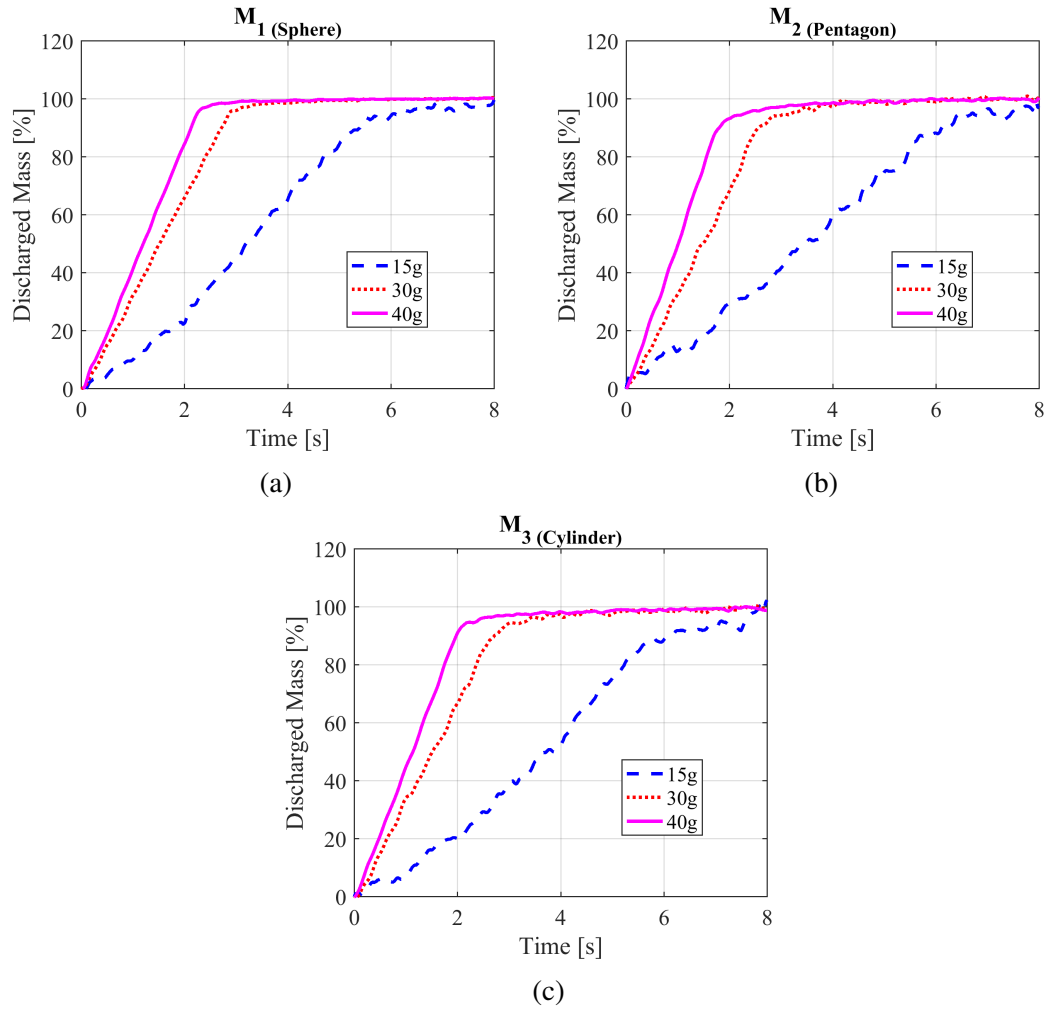 M1 (Sphere)
120
100
80
60
40
20
0
Discharged Mass [%]
15g
30g
40g
0 2 4 6 8
Time [s]
(a)
M2 (Pentagon)
120
100
80
60
40
20
0
Discharged Mass [%]
15g
30g
40g
0 2 4 6 8
Time [s]
(b)
M3 (Cylinder)
120
100
80
60
40
20
0
Discharged Mass [%]
15g
30g
40g
0 2 4 6 8
Time [s]
(c)